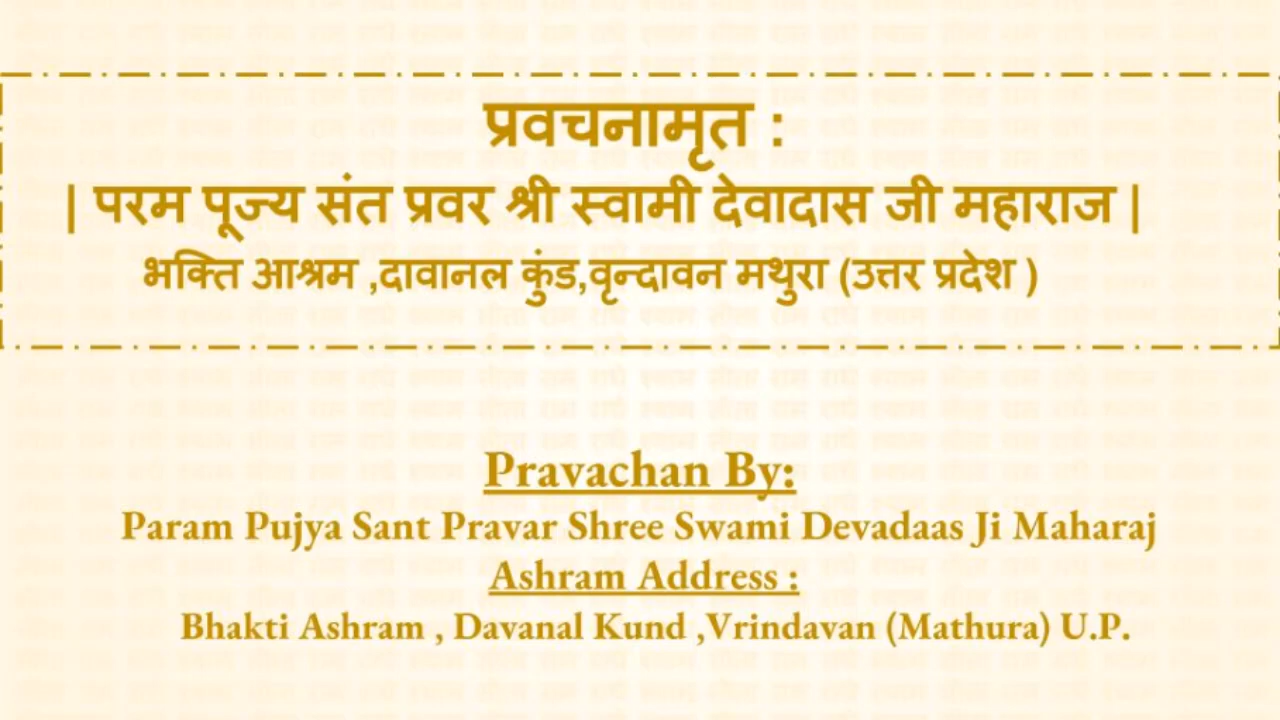 प्रवचनामृत :
| परम पूज्य संत प्रवर श्री स्वामी देवादास जी महाराज |
भक्ति आश्रम ,दावानल कुंड,वृन्दावन मथुरा (उत्तर प्रदेश )
Pravachan By:
Param Pujya Sant Pravar Shree Swami Devadaas Ji Maharaj
Ashram Address :
Bhakti Ashram , Davanal Kund ,Vrindavan (Mathura) U.P.